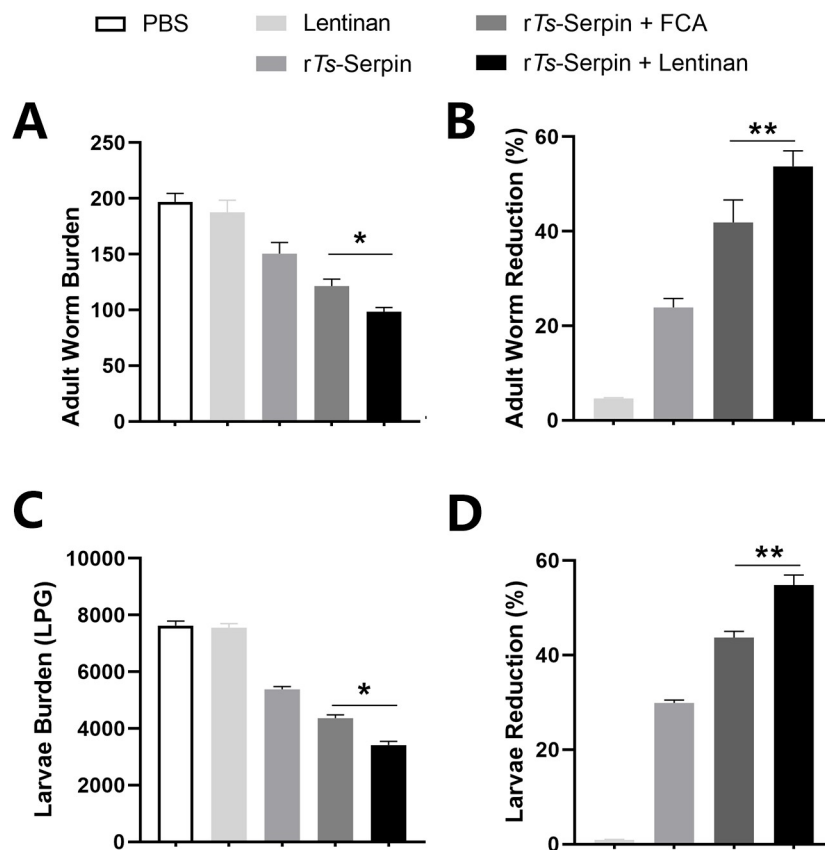 PBS
Lentinan
rTs-Serpin + FCA
rTs-Serpin
rTs-Serpin + Lentinan
A
250
200
150
100
50
0
Adult Worm Burden
*
B
60
40
20
0
Adult Worm Reduction (%)
**
C
10000
8000
6000
4000
2000
0
Larvae Burden (LPG)
*
D
60
40
20
0
Larvae Reduction (%)
**